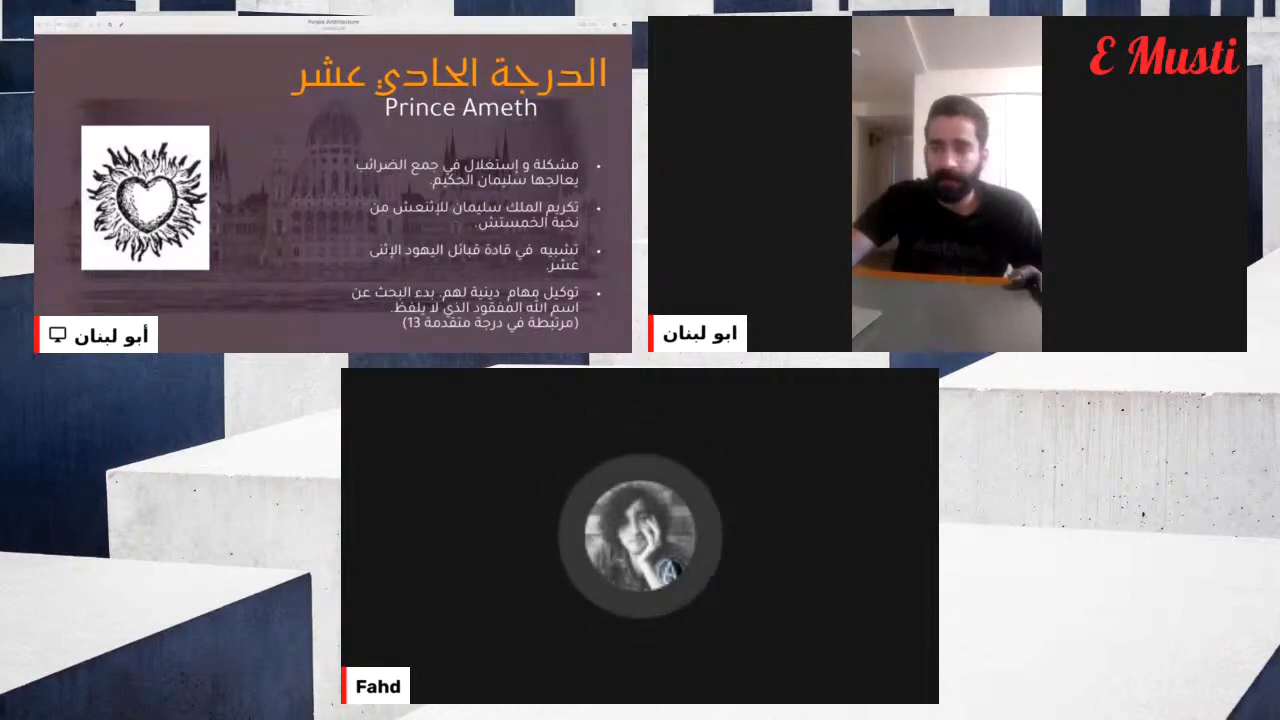 Purple Architecture
E Musti
الدرجة الحادي عشر
Prince Ameth
• مشكلة و إستغلال في جمع الضرائب
يعالجها سليمان الحكيم.
• تكريم الملك سليمان للإثنعش من
نخبة الخمستش.
• تشبيه في قادة قبائل اليهود الإثنى
عشر.
• توكيل مهام دينية لهم. بدء البحث عن
اسم الله المفقود الذي لا يلفظ.
(مرتبطة في درجة متقدمة 13)
أبو لبنان
ابو لبنان
Fahd